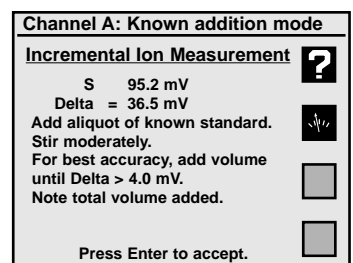 Channel A: Known addition mode
Incremental Ion Measurement
?
S 95.2 mV
Delta = 36.5 mV
Add aliquot of known standard.
Stir moderately.
For best accuracy, add volume
until Delta > 4.0 mV.
Note total volume added.
Press Enter to accept.